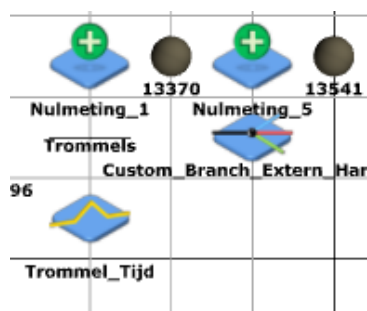 13370 13541
Nulmeting_1 Nulmeting_5
Trommels
Custom_Branch_Extern_Har
96
Trommel_Tijd